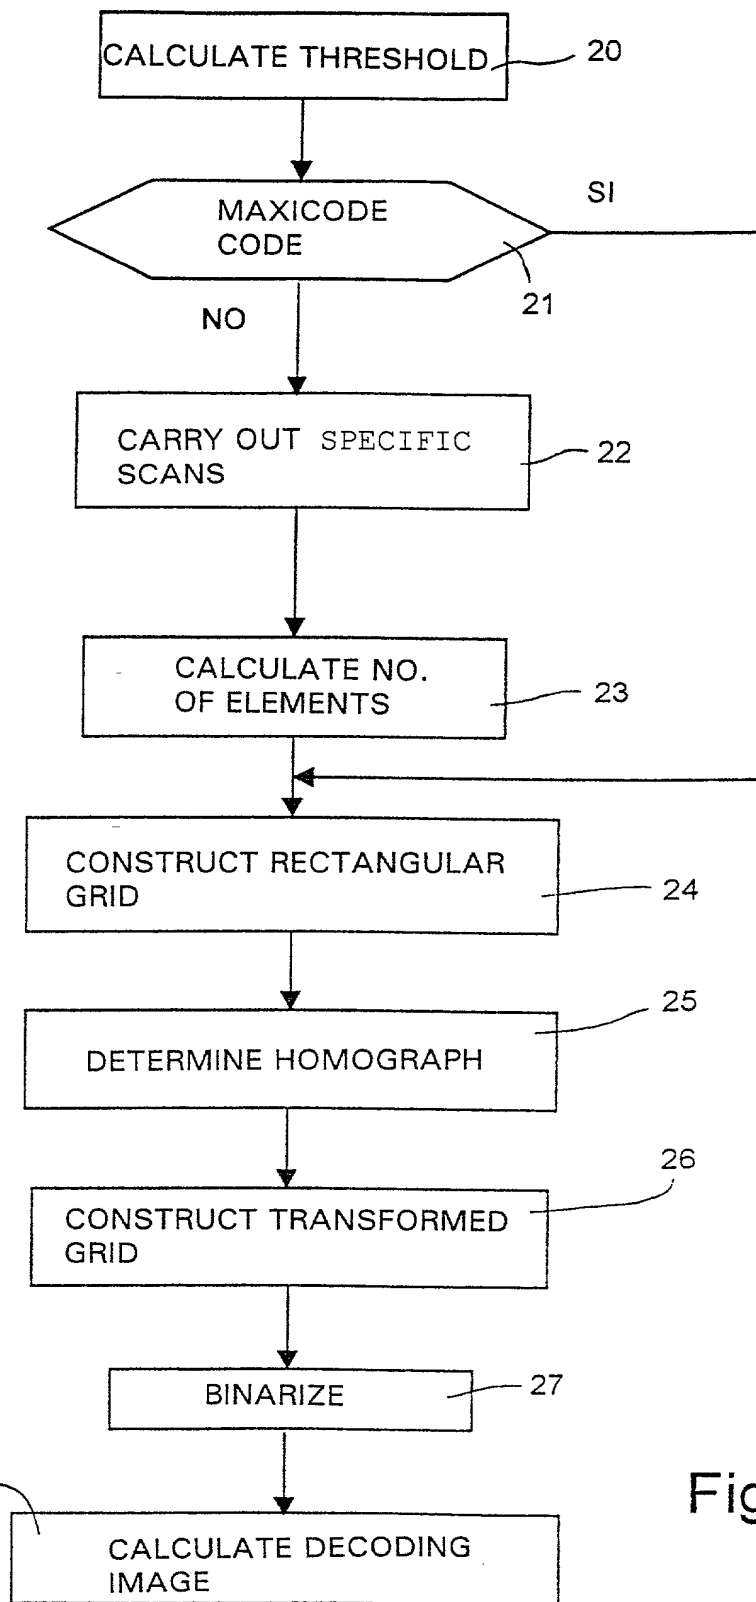 CALCULATE THRESHOLD
20
MAXICODE
CODE
SI
21
NO
CARRY OUT SPECIFIC
SCANS
22
CALCULATE NO.
OF ELEMENTS
23
CONSTRUCT RECTANGULAR
GRID
24
25
DETERMINE HOMOGRAPH
26
CONSTRUCT TRANSFORMED
GRID
BINARIZE
27
Fig
CALCULATE DECODING
IMAGE